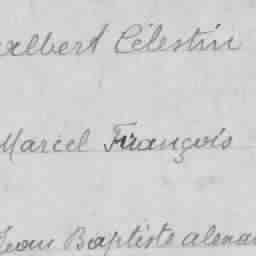 Albert Célestin
Marcel François
Jean Baptiste